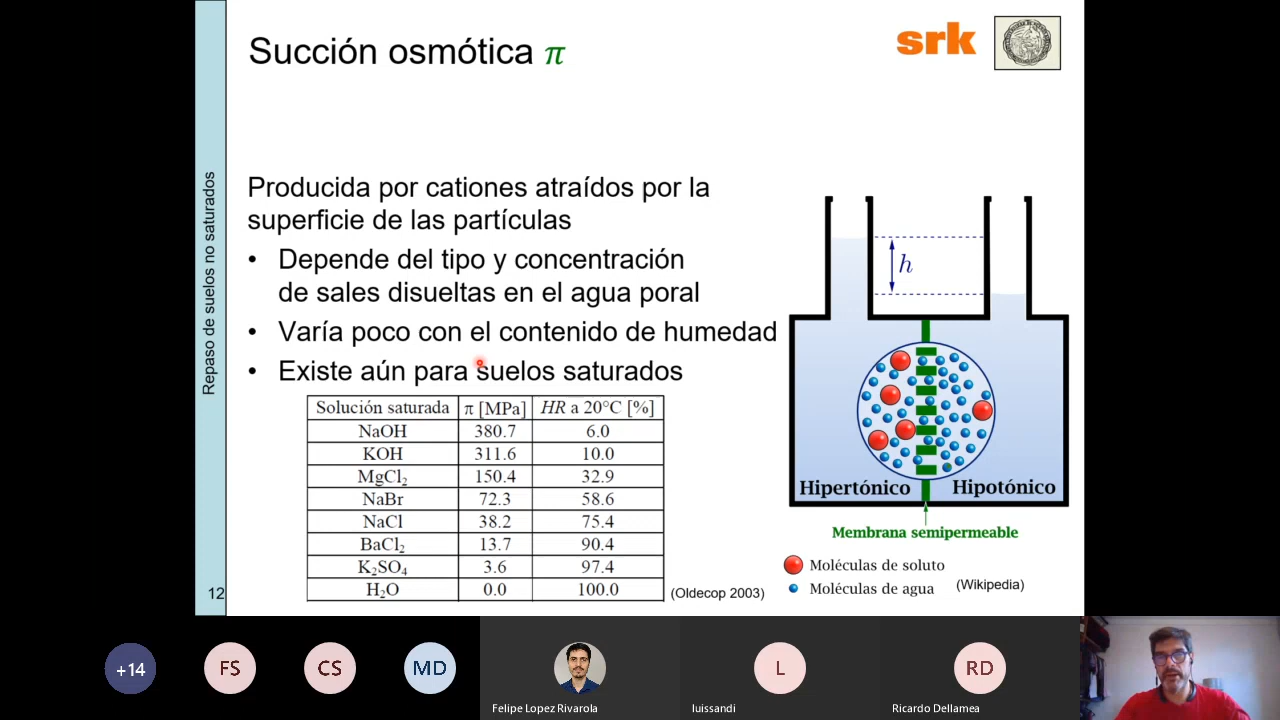 Succión osmótica π
srk
Repaso de suelos no saturados
Producida por cationes atraídos por la
superficie de las partículas
• Depende del tipo y concentración
de sales disueltas en el agua poral
• Varía poco con el contenido de humedad
• Existe aún para suelos saturados
Solución saturada π [MPa] HR a 20°C [%]
NaOH 380.7 6.0
KOH 311.6 10.0
MgCl₂ 150.4 32.9
NaBr 72.3 58.6
NaCl 38.2 75.4
BaCl₂ 13.7 90.4
K₂SO₄ 3.6 97.4
H₂O 0.0 100.0
(Oldecop 2003)
12
h
Hipertónico Hipotónico
Membrana semipermeable
Moléculas de soluto
Moléculas de agua
(Wikipedia)
+14
FS
CS
MD
Felipe Lopez Rivarola
L
luissandi
RD
Ricardo Dellamea